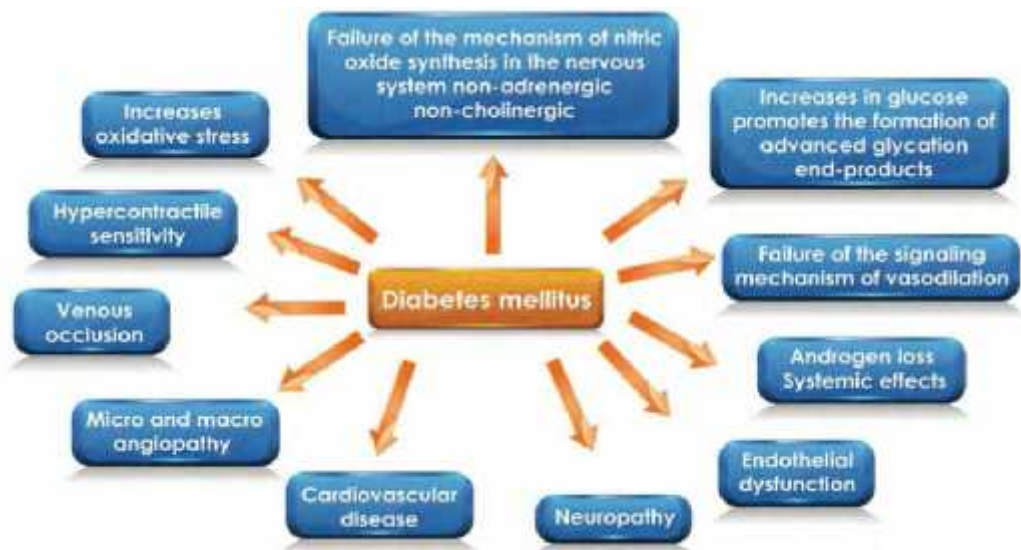 Failure of the mechanism of nitric
oxide synthesis in the nervous
system non-adrenergic
non-cholinergic
Increases
oxidative stress
Increases in glucose
promotes the formation of
advanced glycation
end-products
Hypercontractile
sensitivity
Failure of the signaling
mechanism of vasodilation
Diabetes mellitus
Venous
occlusion
Androgen loss
Systemic effects
Micro and macro
angiopathy
Endothelial
dysfunction
Cardiovascular
disease
Neuropathy